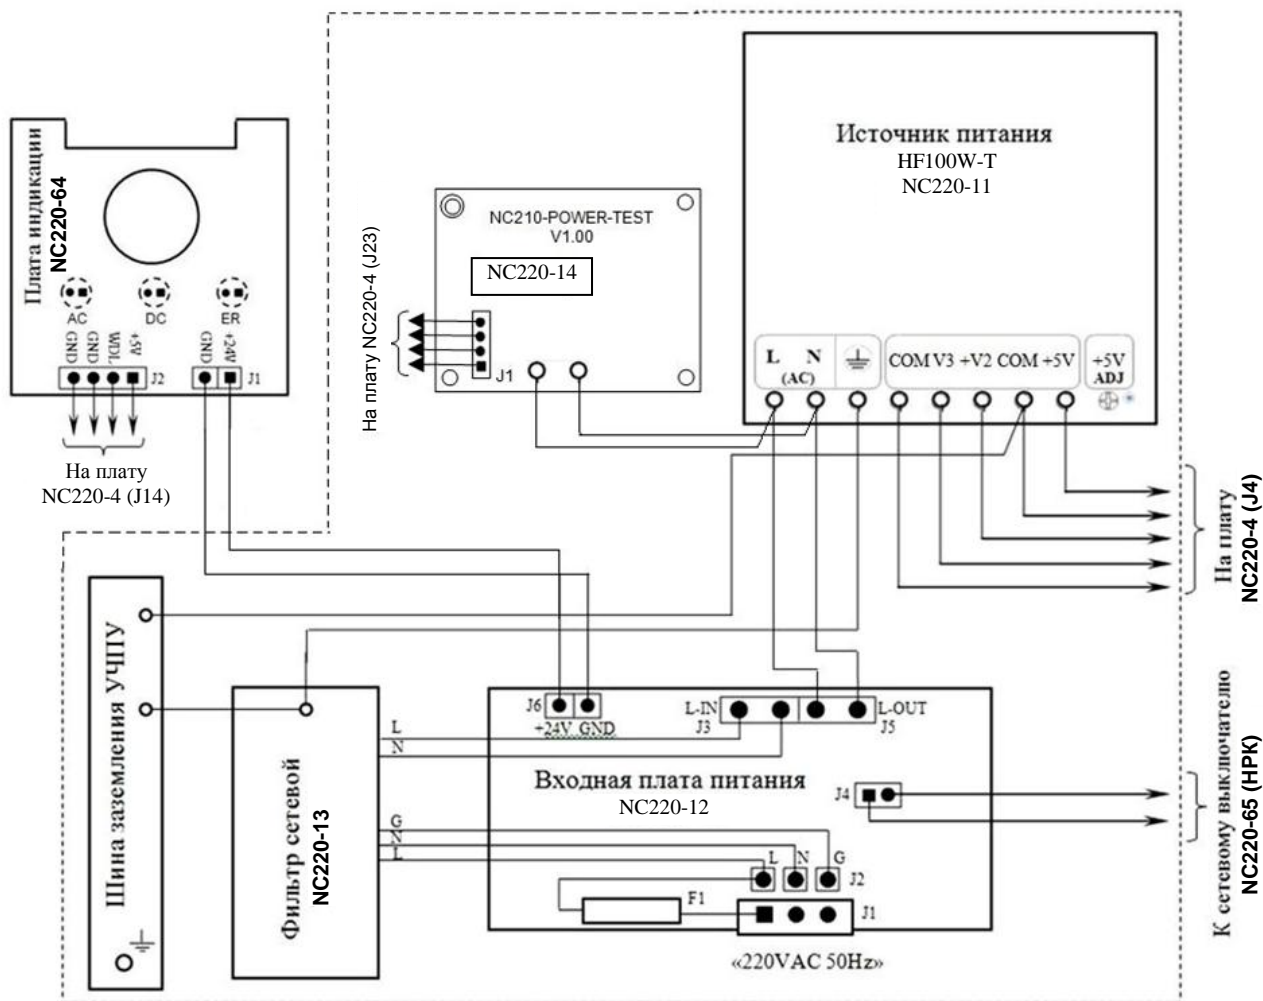 Источник питания
HF100W-T
NC220-11
L N
(AC)
COM V3 +V2 COM +5V
+5V
ADJ
Плата индикации
NC220-64
AC
DC
ER
GND
GND
WDL
+5V
J2
GND
+24V
J1
На плату
NC220-4 (J14)
На плату NC220-4 (J23)
NC210-POWER-TEST
V1.00
NC220-14
J1
На плату
NC220-4 (J4)
Шина заземления УЧПУ
Фильтр сетевой
NC220-13
L
N
G
N
L
J6
+24V GND
L-IN
J3
L-OUT
J5
Входная плата питания
NC220-12
J4
L N G
J2
F1
J1
«220VAC 50Hz»
К сетевому выключателю
NC220-65 (НРК)